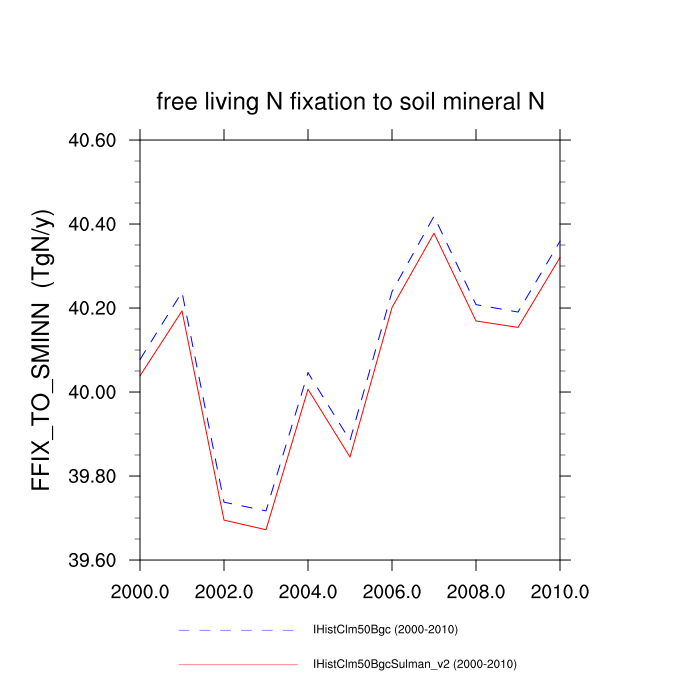 free living N fixation to soil mineral N
FFIX_TO_SMINN (TgN/y)
40.60
40.40
40.20
40.00
39.80
39.60
2000.0 2002.0 2004.0 2006.0 2008.0 2010.0
IHistClm50Bgc (2000-2010)
IHistClm50BgcSulman_v2 (2000-2010)